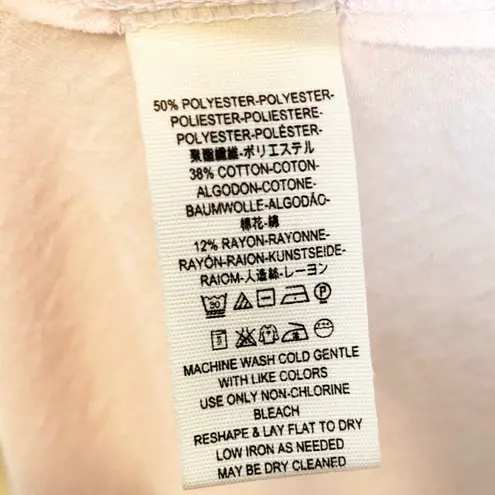 50% POLYESTER-POLYESTER-
POLIESTER-POLIESTERE-
POLYESTER-POLÉSTER-
聚酯纖維-ポリエステル
38% COTTON-COTON-
ALGODON-COTONE-
BAUMWOLLE-ALGODÃO-
棉花-綿
12% RAYON-RAYONNE-
RAYÓN-RAION-KUNSTSEIDE-
RAIOM-人造絲-レーヨン
30 P
MACHINE WASH COLD GENTLE
WITH LIKE COLORS
USE ONLY NON-CHLORINE
BLEACH
RESHAPE & LAY FLAT TO DRY
LOW IRON AS NEEDED
MAY BE DRY CLEANED